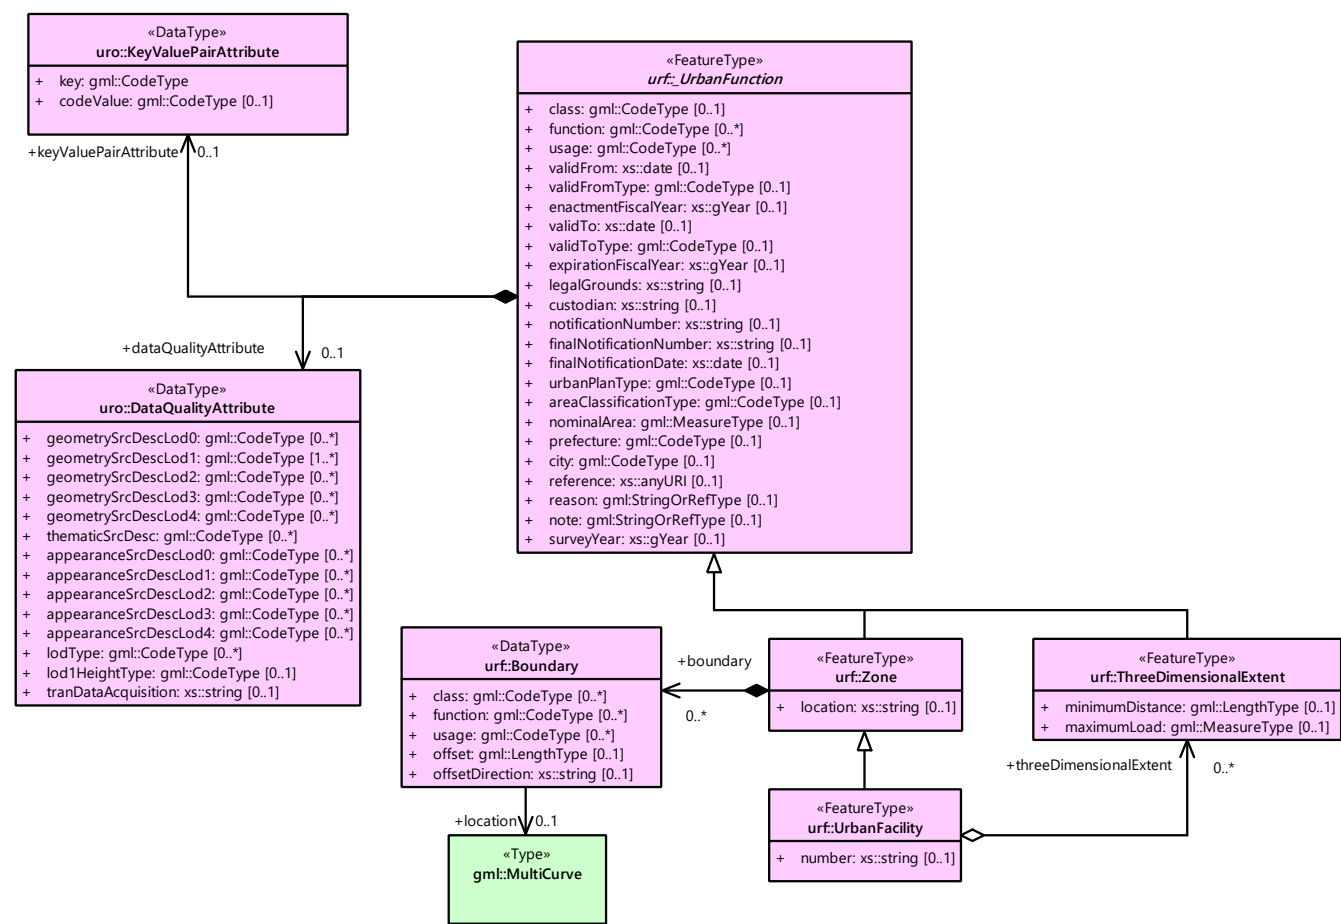 «DataType»
uro::KeyValuePairAttribute
+ key: gml::CodeType
+ codeValue: gml::CodeType [0..1]
+keyValuePairAttribute 0..1
«FeatureType»
urf::_UrbanFunction
+ class: gml::CodeType [0..1]
+ function: gml::CodeType [0..*]
+ usage: gml::CodeType [0..*]
+ validFrom: xs::date [0..1]
+ validFromType: gml::CodeType [0..1]
+ enactmentFiscalYear: xs::gYear [0..1]
+ validTo: xs::date [0..1]
+ validToType: gml::CodeType [0..1]
+ expirationFiscalYear: xs::gYear [0..1]
+ legalGrounds: xs::string [0..1]
+ custodian: xs::string [0..1]
+ notificationNumber: xs::string [0..1]
+ finalNotificationNumber: xs::string [0..1]
+ finalNotificationDate: xs::date [0..1]
+ urbanPlanType: gml::CodeType [0..1]
+ areaClassificationType: gml::CodeType [0..1]
+ nominalArea: gml::MeasureType [0..1]
+ prefecture: gml::CodeType [0..1]
+ city: gml::CodeType [0..1]
+ reference: xs::anyURI [0..1]
+ reason: gml:StringOrRefType [0..1]
+ note: gml:StringOrRefType [0..1]
+ surveyYear: xs::gYear [0..1]
+dataQualityAttribute 0..1
«DataType»
uro::DataQualityAttribute
+ geometrySrcDescLod0: gml::CodeType [0..*]
+ geometrySrcDescLod1: gml::CodeType [1..*]
+ geometrySrcDescLod2: gml::CodeType [0..*]
+ geometrySrcDescLod3: gml::CodeType [0..*]
+ geometrySrcDescLod4: gml::CodeType [0..*]
+ thematicSrcDesc: gml::CodeType [0..*]
+ appearanceSrcDescLod0: gml::CodeType [0..*]
+ appearanceSrcDescLod1: gml::CodeType [0..*]
+ appearanceSrcDescLod2: gml::CodeType [0..*]
+ appearanceSrcDescLod3: gml::CodeType [0..*]
+ appearanceSrcDescLod4: gml::CodeType [0..*]
+ lodType: gml::CodeType [0..*]
+ lod1HeightType: gml::CodeType [0..1]
+ tranDataAcquisition: xs::string [0..1]
«DataType»
urf::Boundary
+ class: gml::CodeType [0..*]
+ function: gml::CodeType [0..*]
+ usage: gml::CodeType [0..*]
+ offset: gml::LengthType [0..1]
+ offsetDirection: xs::string [0..1]
+boundary
0..*
«FeatureType»
urf::Zone
+ location: xs::string [0..1]
«FeatureType»
urf::ThreeDimensionalExtent
+ minimumDistance: gml::LengthType [0..1]
+ maximumLoad: gml::MeasureType [0..1]
+threeDimensionalExtent 0..*
«FeatureType»
urf::UrbanFacility
+ number: xs::string [0..1]
+location 0..1
«Type»
gml::MultiCurve